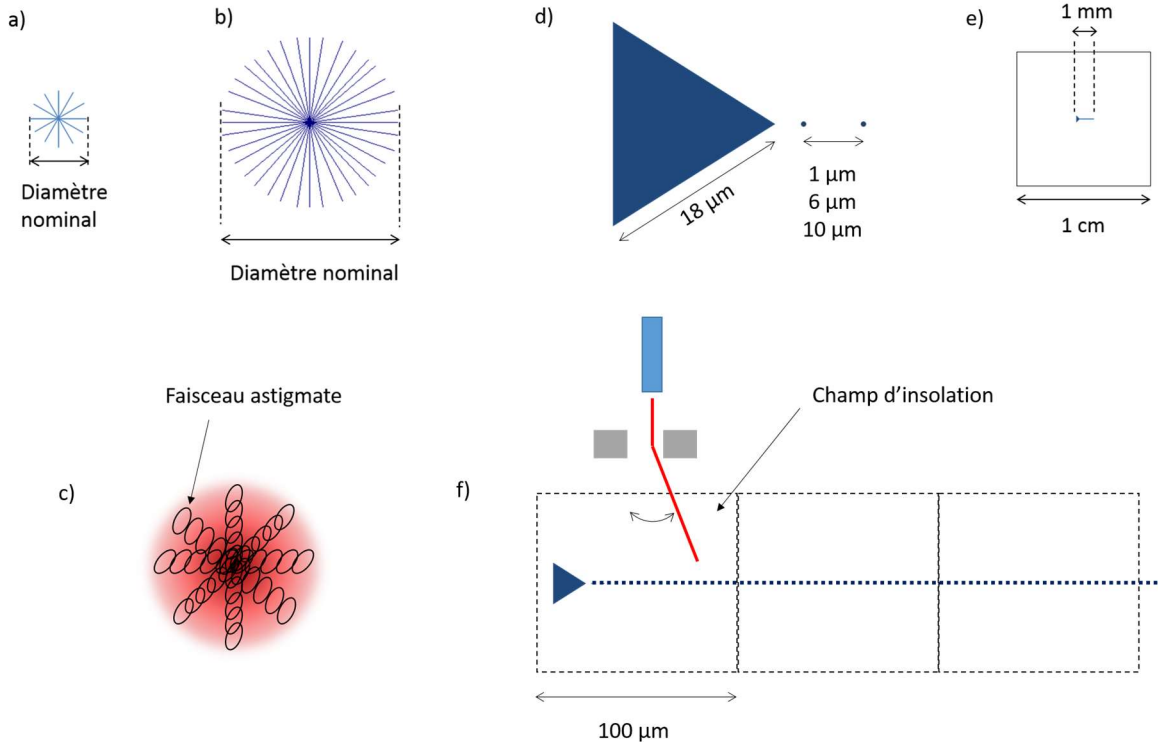 a)
Diamètre
nominal
b)
Diamètre nominal
d)
18 µm
1 µm
6 µm
10 µm
e)
1 mm
1 cm
c)
Faisceau astigmate
f)
Champ d'insolation
100 µm